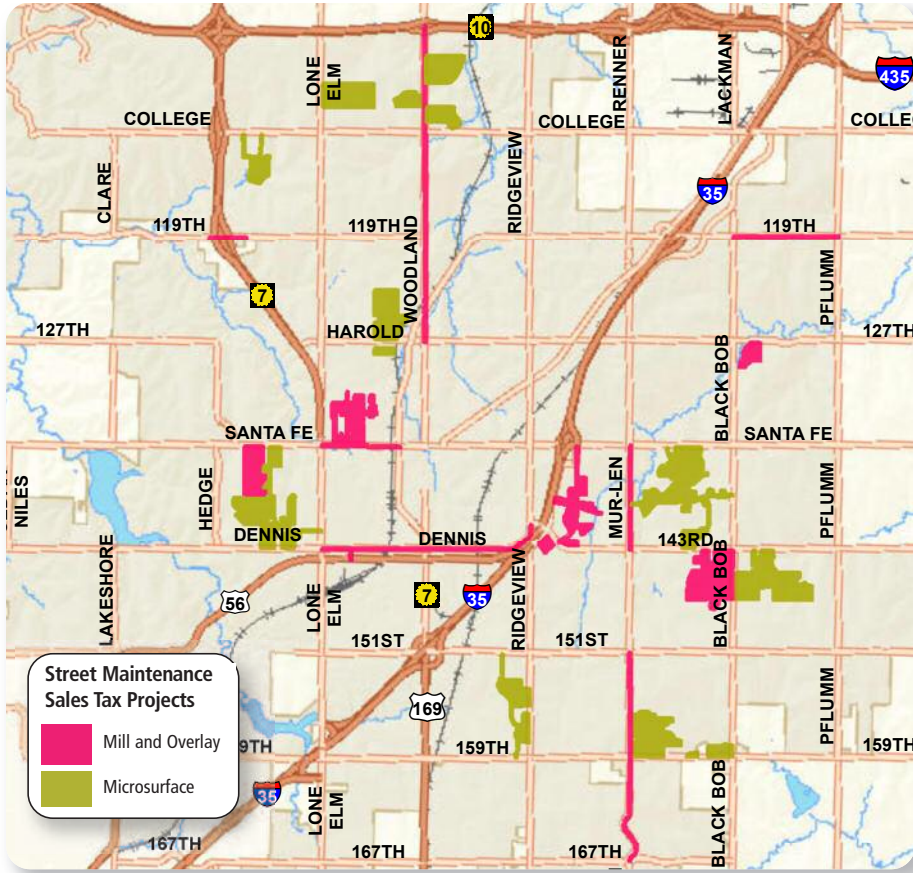 10
LONE
ELM
RENNER
LACKMAN
435
COLLEGE
COLLEGE
COLLEG
CLARE
RIDGEVIEW
35
119TH
119TH
WOODLAND
119TH
7
PFLUMM
127TH
HAROLD
127TH
BLACK BOB
SANTA FE
SANTA FE
NILES
HEDGE
MUR-LEN
PFLUMM
DENNIS
DENNIS
143RD
LAKESHORE
56
LONE
ELM
7
35
RIDGEVIEW
BLACK BOB
151ST
151ST
Street Maintenance
Sales Tax Projects
Mill and Overlay
Microsurface
169
PFLUMM
9TH
159TH
159TH
35
LONE
ELM
BLACK BOB
167TH
167TH
167TH